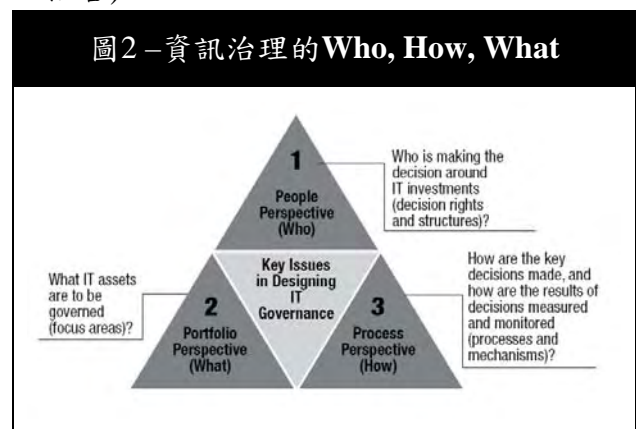 圖2 –資訊治理的Who, How, What
1
People
Perspective
(Who)
Who is making the
decision around
IT investments
(decision rights
and structures)?
Key Issues
in Designing
IT
Governance
What IT assets
are to be
governed
(focus areas)?
2
Portfolio
Perspective
(What)
3
Process
Perspective
(How)
How are the key
decisions made, and
how are the results of
decisions measured
and monitored
(processes and
mechanisms)?